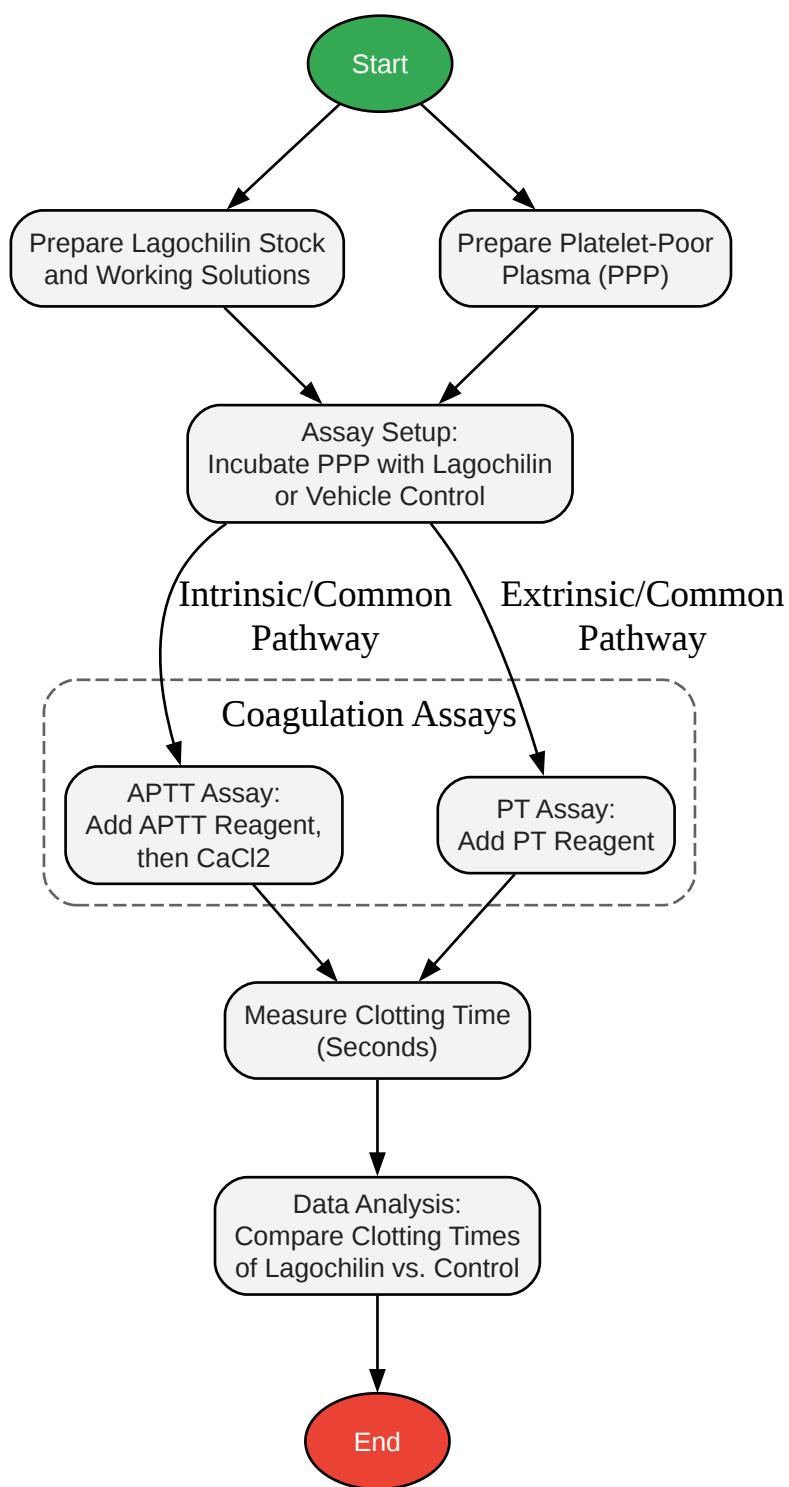 Start
Prepare Lagochilin Stock
and Working Solutions
Prepare Platelet-Poor
Plasma (PPP)
Assay Setup:
Incubate PPP with Lagochilin
or Vehicle Control
Intrinsic/Common
Pathway
Extrinsic/Common
Pathway
Coagulation Assays
APTT Assay:
Add APTT Reagent,
then CaCl2
PT Assay:
Add PT Reagent
Measure Clotting Time
(Seconds)
Data Analysis:
Compare Clotting Times
of Lagochilin vs. Control
End